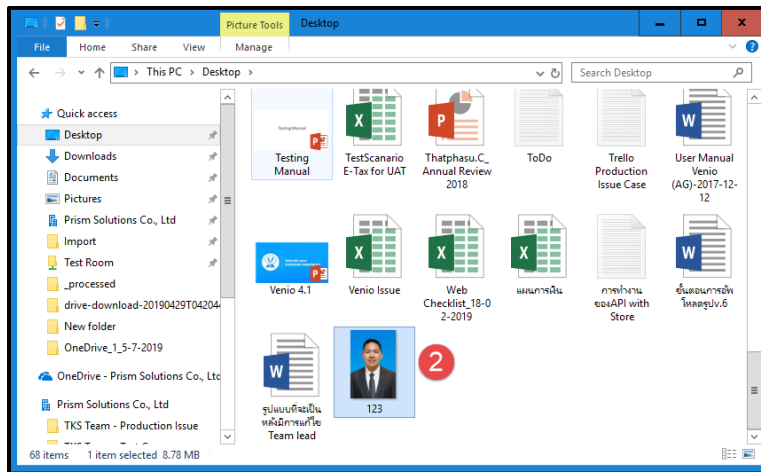 Picture Tools
Desktop
File
Home
Share
View
Manage
This PC
Desktop
Search Desktop
Quick access
Desktop
Downloads
Documents
Pictures
Prism Solutions Co., Ltd
Import
Test Room
_processed
drive-download-20190429T04204
New folder
OneDrive_1_5-7-2019
OneDrive - Prism Solutions Co., Ltd
Prism Solutions Co., Ltd
TKS Team - Production Issue
Testing Manual
Testing
Manual
TestScanario
E-Tax for UAT
Thatphasu.C_
Annual Review
2018
ToDo
Trello
Production
Issue Case
User Manual
Venio
(AG)-2017-12-
12
Venio 4.1
Venio Issue
Web
Checklist_18-0
2-2019
แผนการเงิน
การทำงาน
ของAPI with
Store
ขั้นตอนการอัพ
โหลดรูปv.6
รูปแบบที่จะเป็น
หลังมีการแก้ไข
Team lead
123
2
68 items
1 item selected 8.78 MB